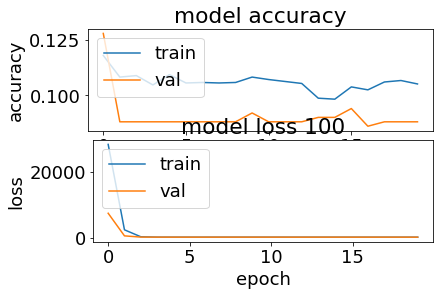 model accuracy
0.125
0.100
accuracy
train
val
model loss 100
20000
0
loss
train
val
0 5 10 15
epoch